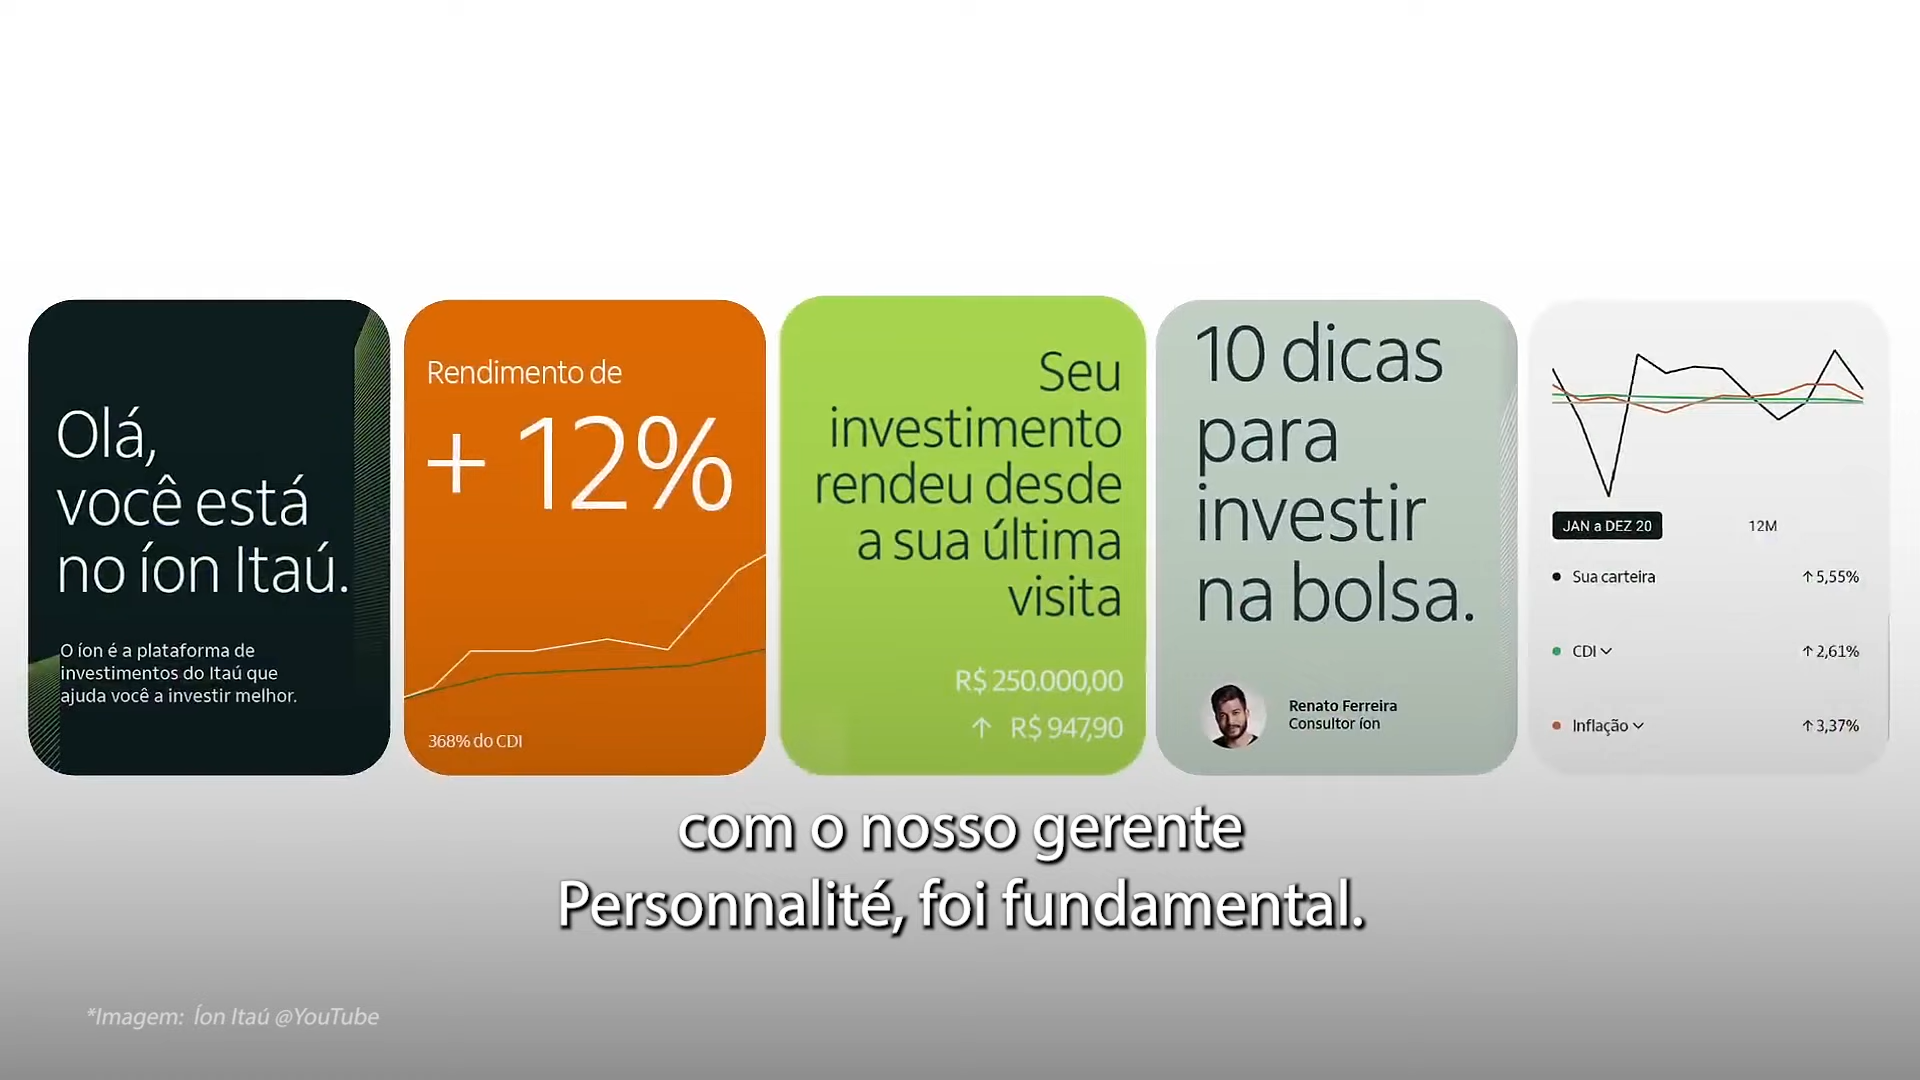 Olá,
você está
no íon Itaú.
O íon é a plataforma de
investimentos do Itaú que
ajuda você a investir melhor.
Rendimento de
+ 12%
368% do CDI
Seu
investimento
rendeu desde
a sua última
visita
R$ 250.000,00
↑ R$ 947,90
10 dicas
para
investir
na bolsa.
Renato Ferreira
Consultor íon
JAN a DEZ 20 12M
Sua carteira ↑ 5,55%
CDI ↑ 2,61%
Inflação ↑ 3,37%
com o nosso gerente
Personnalité, foi fundamental.
*Imagem: Íon Itaú @YouTube